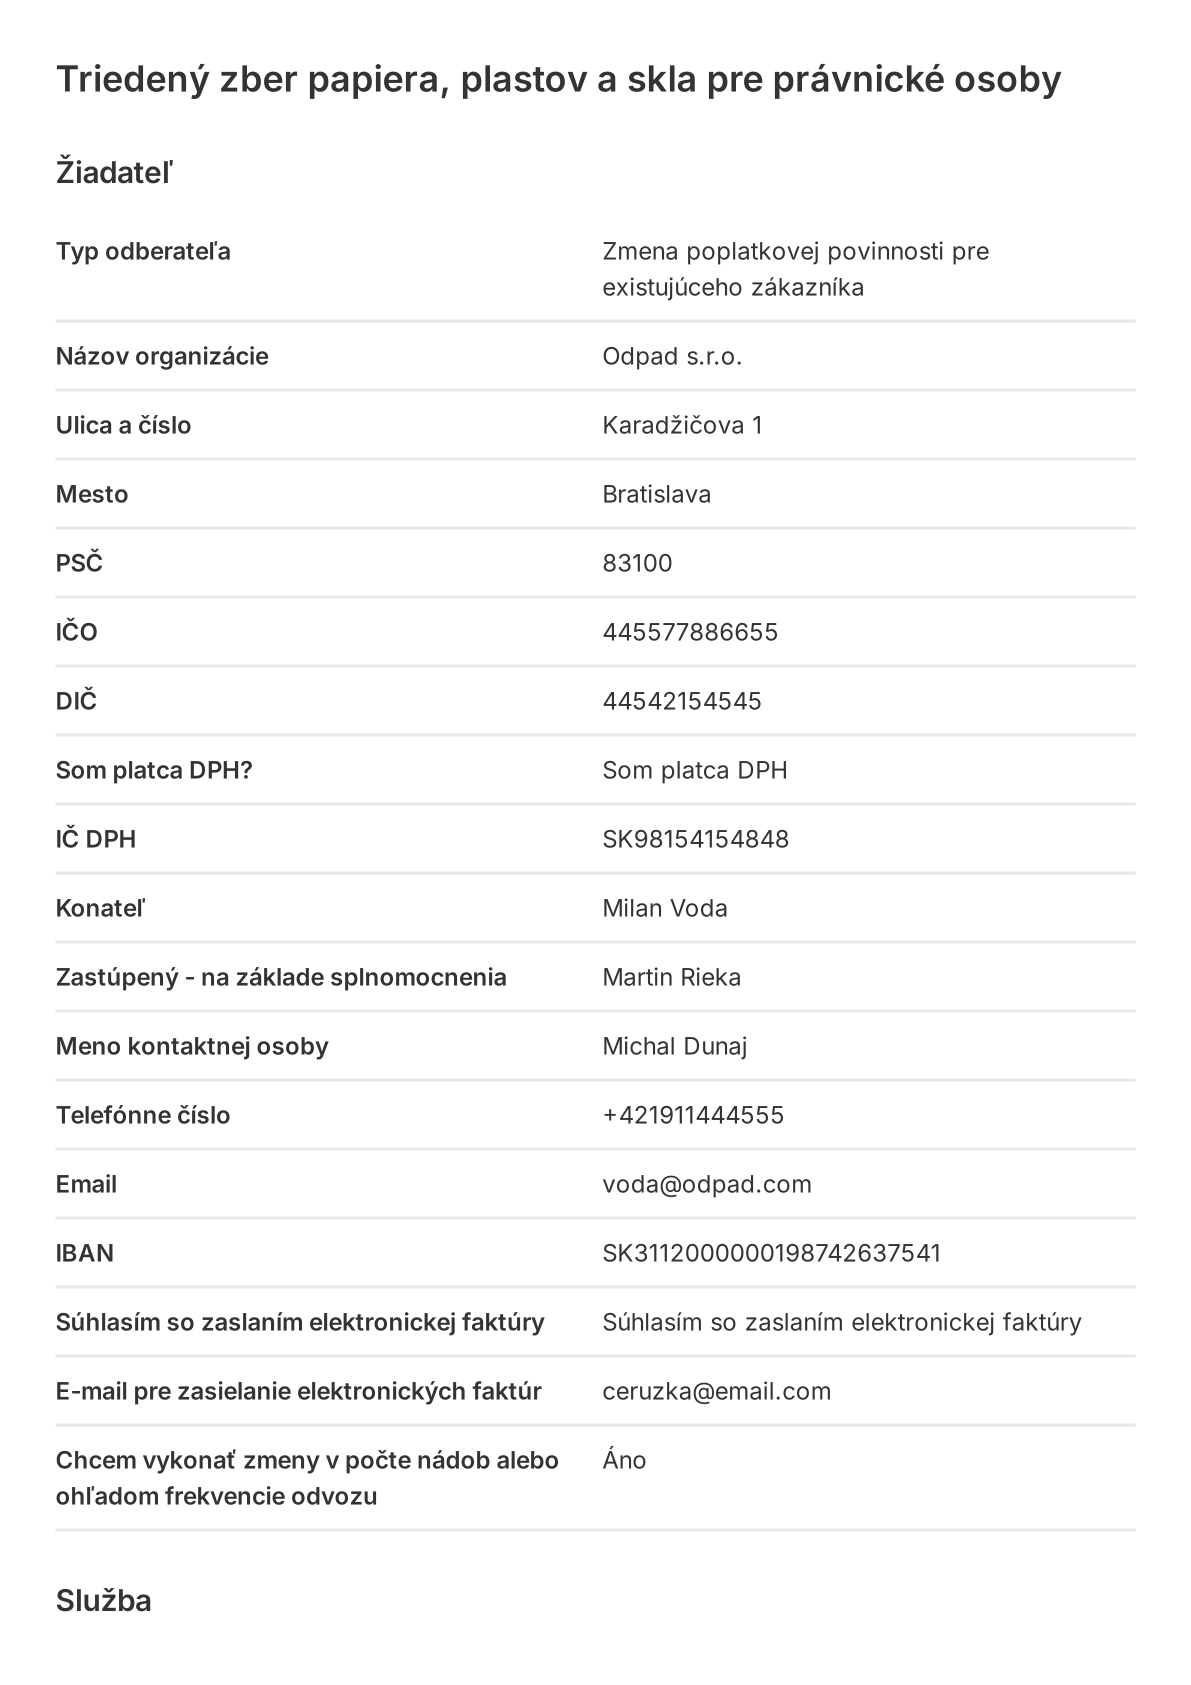 Triedený zber papiera, plastov a skla pre právnické osoby
Žiadateľ
Typ odberateľa
Zmena poplatkovej povinnosti pre
existujúceho zákazníka
Názov organizácie
Odpad s.r.o.
Ulica a číslo
Karadžičova 1
Mesto
Bratislava
PSČ
83100
IČO
445577886655
DIČ
44542154545
Som platca DPH?
Som platca DPH
IČ DPH
SK98154154848
Konateľ
Milan Voda
Zastúpený - na základe splnomocnenia
Martin Rieka
Meno kontaktnej osoby
Michal Dunaj
Telefónne číslo
+421911444555
Email
voda@odpad.com
IBAN
SK3112000000198742637541
Súhlasím so zaslaním elektronickej faktúry
Súhlasím so zaslaním elektronickej faktúry
E-mail pre zasielanie elektronických faktúr
ceruzka@email.com
Chcem vykonať zmeny v počte nádob alebo
ohľadom frekvencie odvozu
Áno
Služba